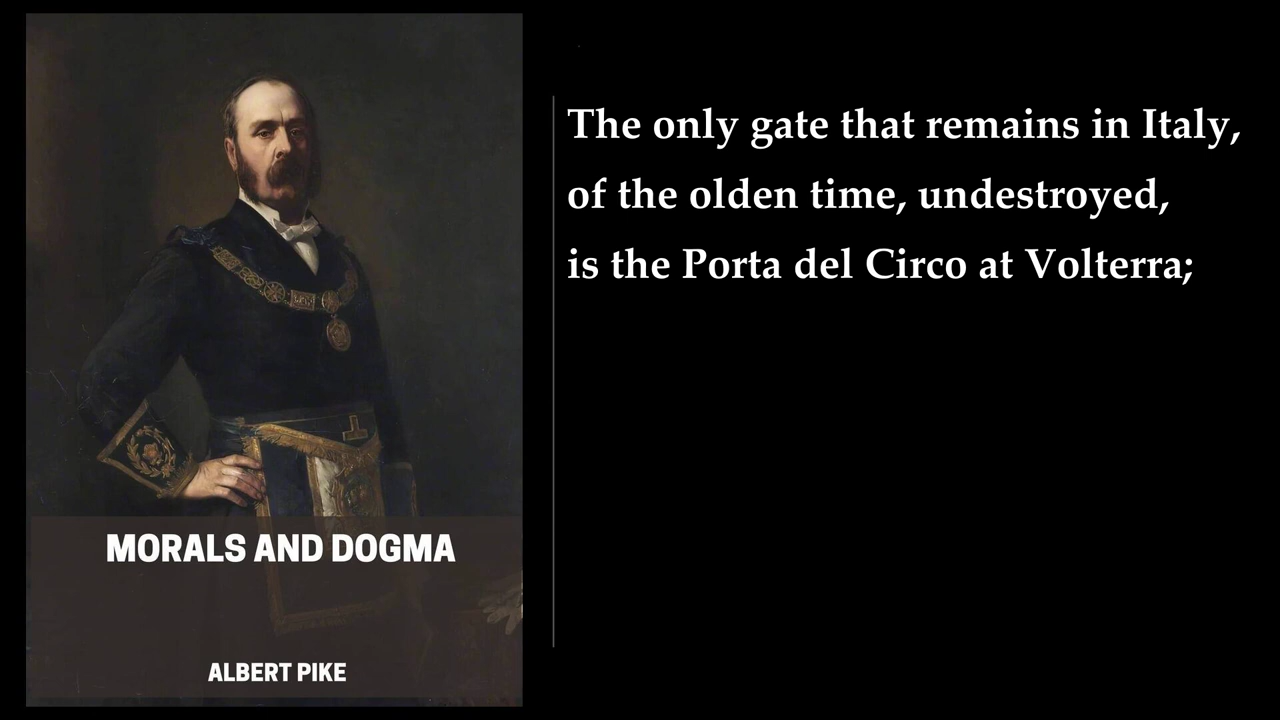 MORALS AND DOGMA
ALBERT PIKE
The only gate that remains in Italy,
of the olden time, undestroyed,
is the Porta del Circo at Volterra;